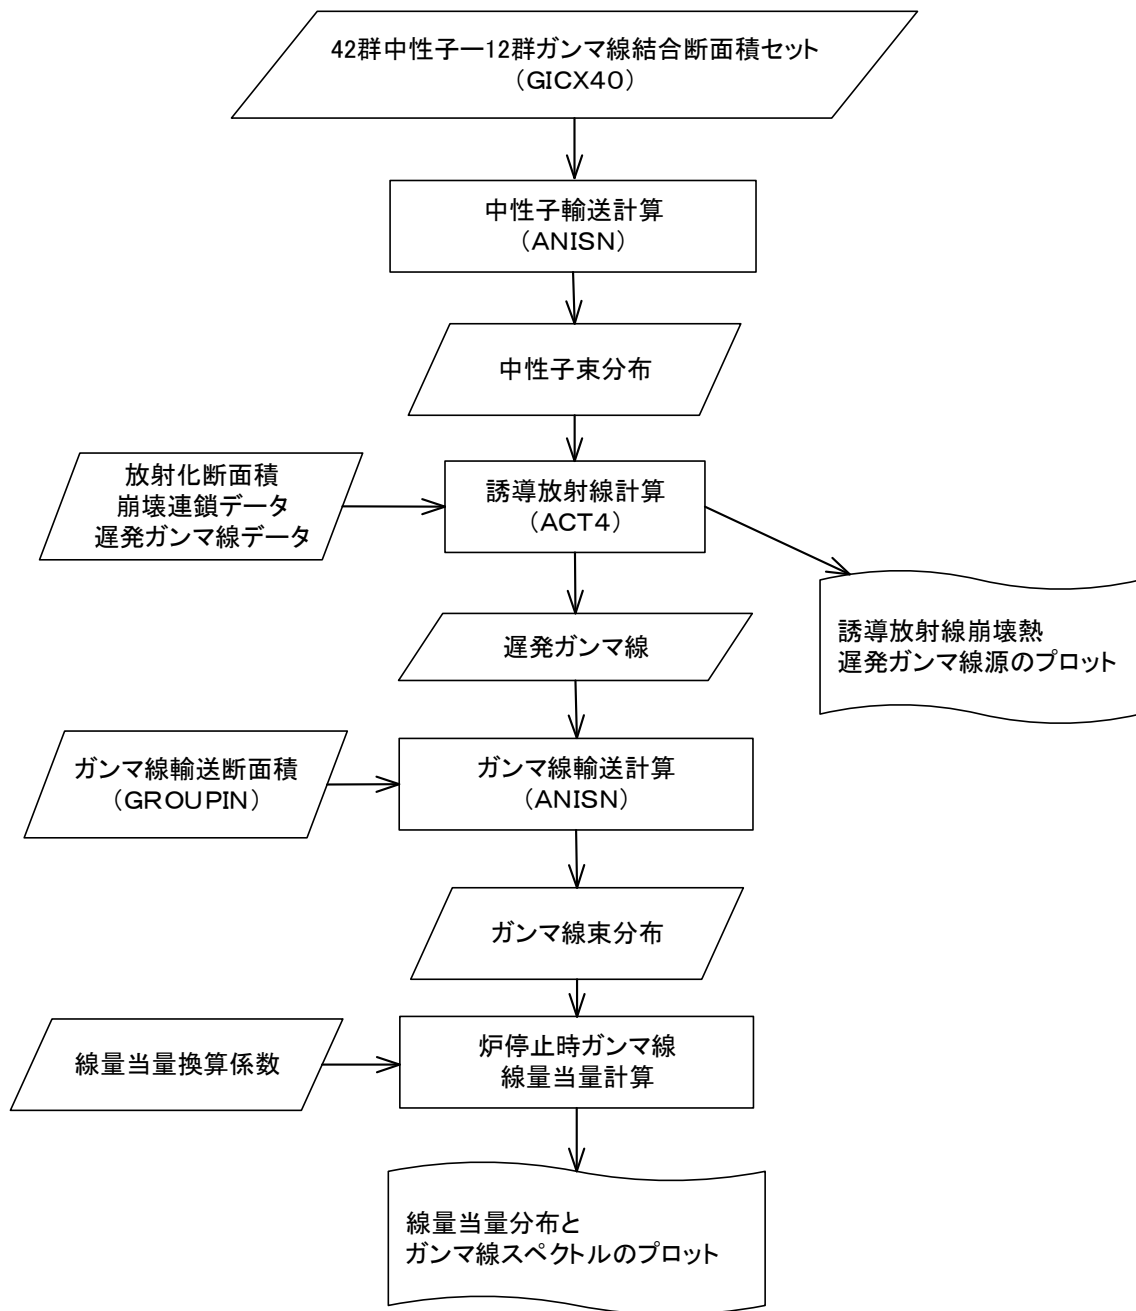 42群中性子ー12群ガンマ線結合断面積セット
（GICX40）
中性子輸送計算
（ANISN）
中性子束分布
放射化断面積
崩壊連鎖データ
遅発ガンマ線データ
誘導放射線計算
（ACT4）
誘導放射線崩壊熱
遅発ガンマ線源のプロット
遅発ガンマ線
ガンマ線輸送断面積
（GROUPIN）
ガンマ線輸送計算
（ANISN）
ガンマ線束分布
線量当量換算係数
炉停止時ガンマ線
線量当量計算
線量当量分布と
ガンマ線スペクトルのプロット